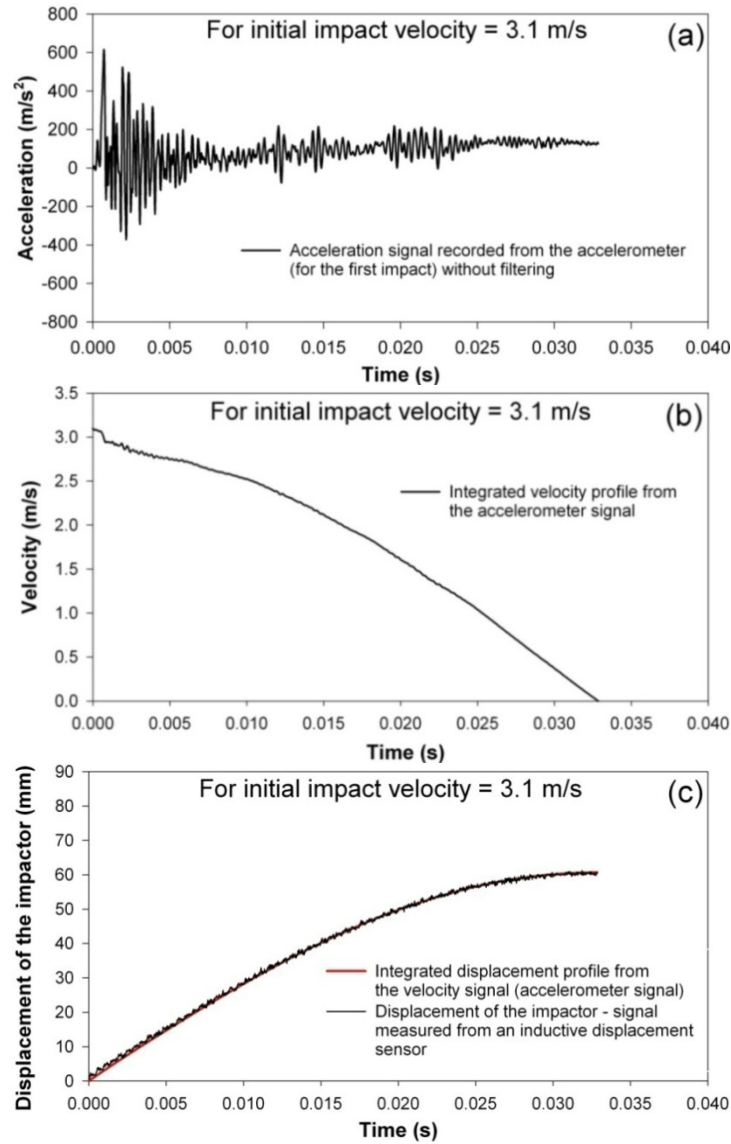 For initial impact velocity = 3.1 m/s
(a)
800
600
400
200
0
-200
-400
-600
-800
Acceleration (m/s²)
Acceleration signal recorded from the accelerometer
(for the first impact) without filtering
0.000 0.005 0.010 0.015 0.020 0.025 0.030 0.035 0.040
Time (s)
For initial impact velocity = 3.1 m/s
(b)
3.5
3.0
2.5
2.0
1.5
1.0
0.5
0.0
Velocity (m/s)
Integrated velocity profile from
the accelerometer signal
0.000 0.005 0.010 0.015 0.020 0.025 0.030 0.035 0.040
Time (s)
For initial impact velocity = 3.1 m/s
(c)
90
80
70
60
50
40
30
20
10
0
Displacement of the impactor (mm)
Integrated displacement profile from
the velocity signal (accelerometer signal)
Displacement of the impactor - signal
measured from an inductive displacement
sensor
0.000 0.005 0.010 0.015 0.020 0.025 0.030 0.035 0.040
Time (s)